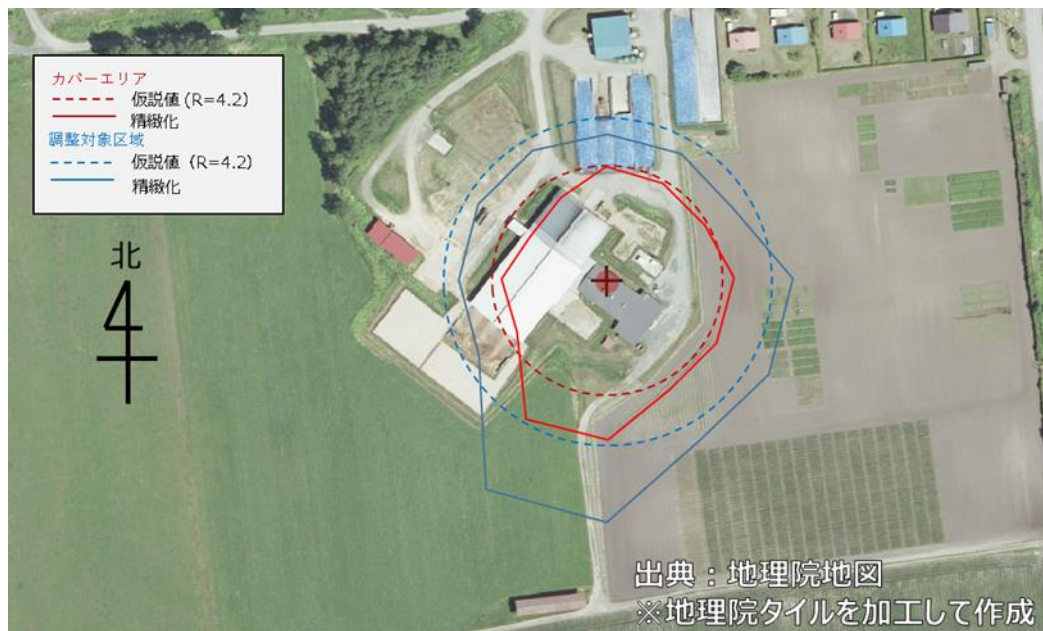 カバーエリア
仮説値 (R=4.2)
精緻化
調整対象区域
仮説値 (R=4.2)
精緻化
北
出典：地理院地図
※地理院タイルを加工して作成